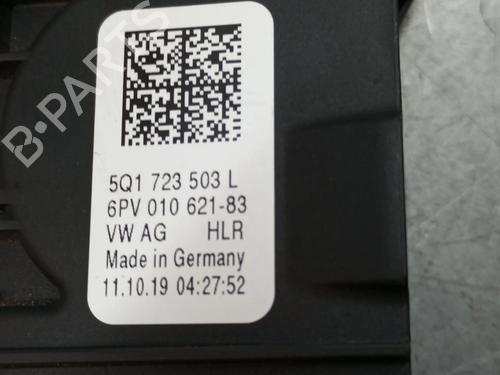 B-PARTS
5Q1 723 503 L
6PV 010 621-83
VW AG HLR
Made in Germany
11.10.19 04:27:52